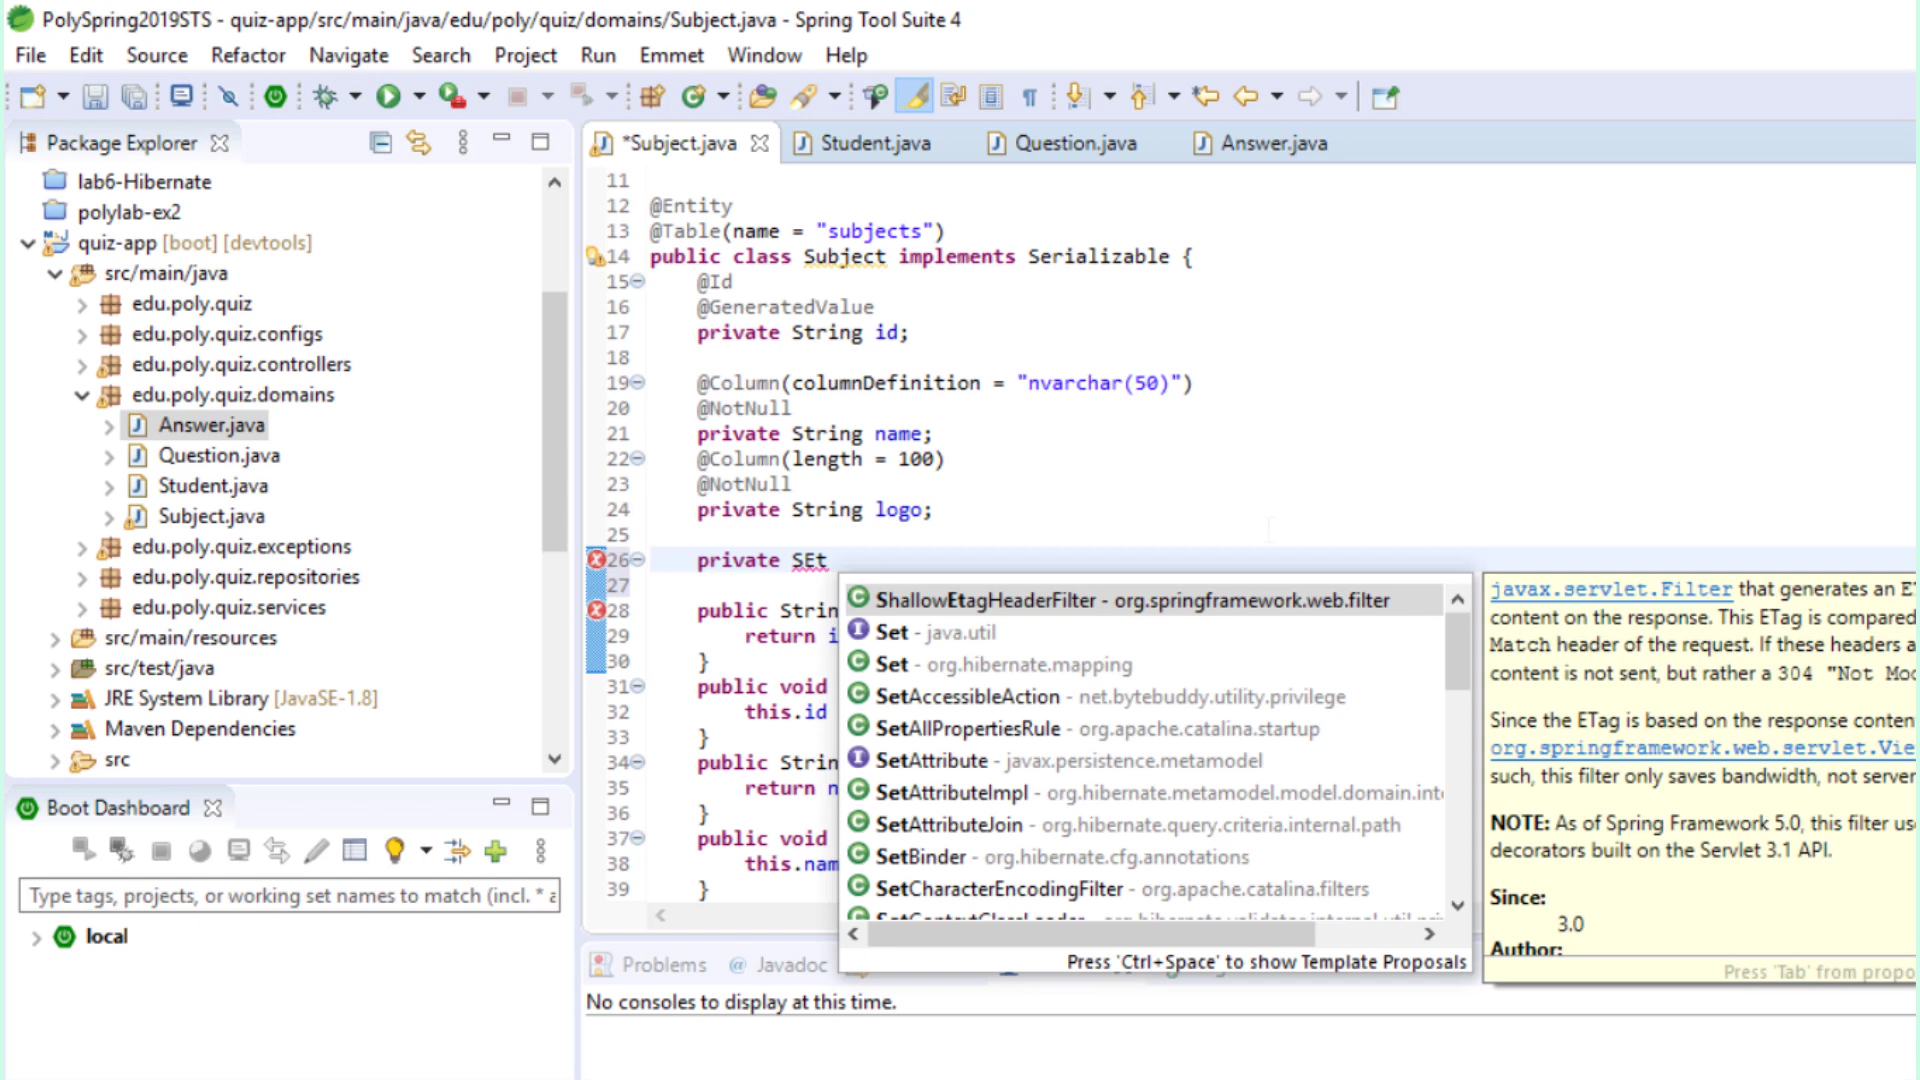 PolySpring2019STS - quiz-app/src/main/java/edu/poly/quiz/domains/Subject.java - Spring Tool Suite 4
File Edit Source Refactor Navigate Search Project Run Emmet Window Help
Package Explorer
lab6-Hibernate
polylab-ex2
quiz-app [boot] [devtools]
src/main/java
edu.poly.quiz
edu.poly.quiz.configs
edu.poly.quiz.controllers
edu.poly.quiz.domains
Answer.java
Question.java
Student.java
Subject.java
edu.poly.quiz.exceptions
edu.poly.quiz.repositories
edu.poly.quiz.services
src/main/resources
src/test/java
JRE System Library [JavaSE-1.8]
Maven Dependencies
src
Boot Dashboard
Type tags, projects, or working set names to match (incl. * a
local
*Subject.java Student.java Question.java Answer.java
11
12 @Entity
13 @Table(name = "subjects")
14 public class Subject implements Serializable {
15 @Id
16 @GeneratedValue
17 private String id;
18
19 @Column(columnDefinition = "nvarchar(50)")
20 @NotNull
21 private String name;
22 @Column(length = 100)
23 @NotNull
24 private String logo;
25
26 private SEt
27
28 public Strin
29 return i
30 }
31 public void
32 this.id
33 }
34 public Strin
35 return n
36 }
37 public void
38 this.nam
39 }
ShallowEtagHeaderFilter - org.springframework.web.filter
Set - java.util
Set - org.hibernate.mapping
SetAccessibleAction - net.bytebuddy.utility.privilege
SetAllPropertiesRule - org.apache.catalina.startup
SetAttribute - javax.persistence.metamodel
SetAttributeImpl - org.hibernate.metamodel.model.domain.inte
SetAttributeJoin - org.hibernate.query.criteria.internal.path
SetBinder - org.hibernate.cfg.annotations
SetCharacterEncodingFilter - org.apache.catalina.filters
Press 'Ctrl+Space' to show Template Proposals
javax.servlet.Filter that generates an E
content on the response. This ETag is compared
Match header of the request. If these headers a
content is not sent, but rather a 304 "Not Mod
Since the ETag is based on the response conten
org.springframework.web.servlet.Vie
such, this filter only saves bandwidth, not server
NOTE: As of Spring Framework 5.0, this filter us
decorators built on the Servlet 3.1 API.
Since:
3.0
Author:
Press 'Tab' from propo
Problems @ Javadoc
No consoles to display at this time.